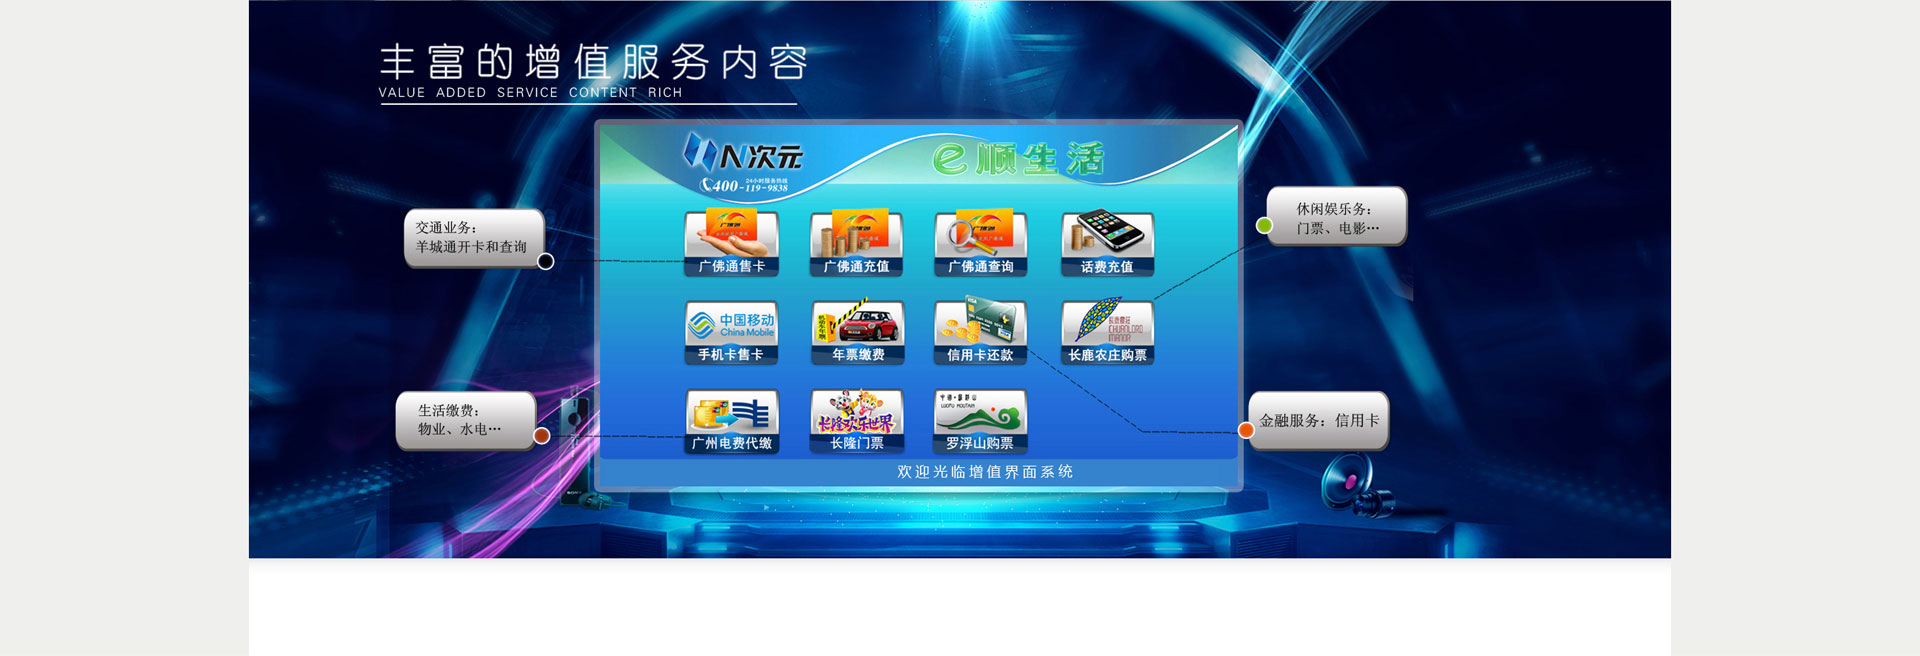 丰富的增值服务内容
VALUE ADDED SERVICE CONTENT RICH
N次元
24小时服务热线
400-119-9838
e顺生活
交通业务：
羊城通开卡和查询
休闲娱乐务：
门票、电影…
广佛通售卡
广佛通充值
广佛通查询
话费充值
中国移动
China Mobile
手机卡售卡
年票缴费
信用卡还款
长鹿农庄购票
生活缴费：
物业、水电…
金融服务：信用卡
广州电费代缴
长隆欢乐世界
长隆门票
罗浮山购票
欢迎光临增值界面系统